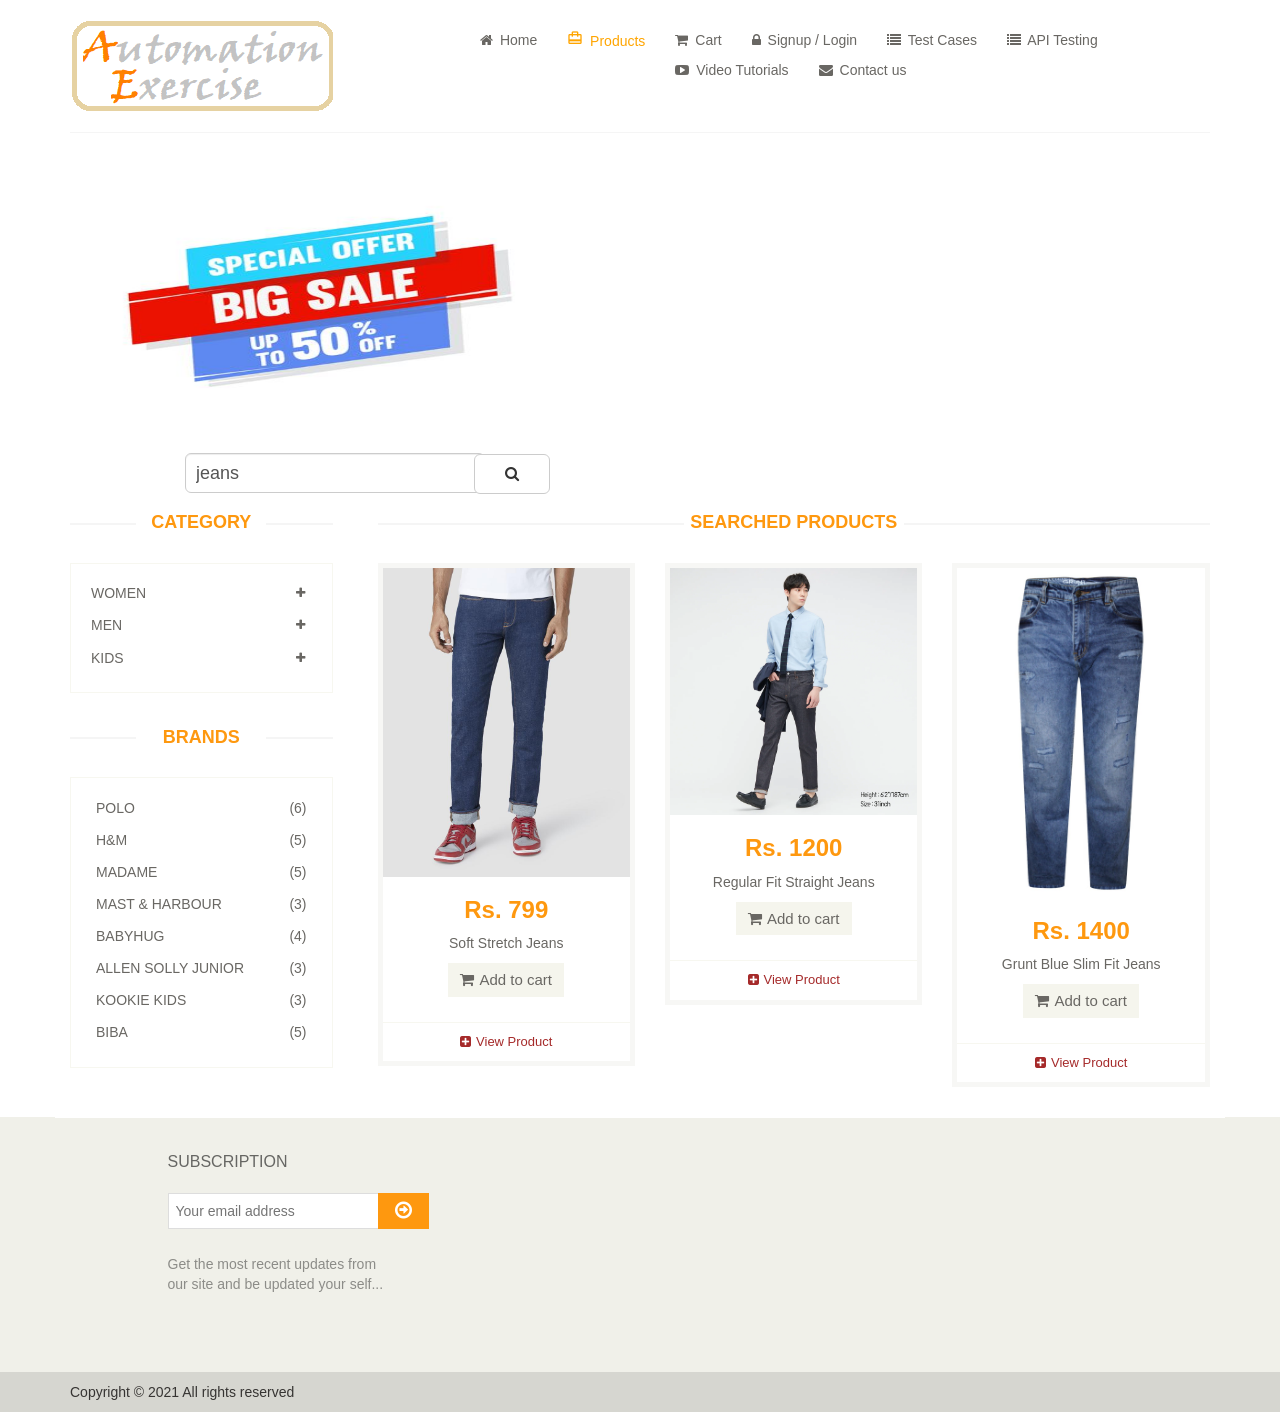 Automation
Exercise
Home
Products
Cart
Signup / Login
Test Cases
API Testing
Video Tutorials
Contact us
SPECIAL OFFER
BIG SALE
UP TO 50% OFF
jeans
CATEGORY
WOMEN
MEN
KIDS
BRANDS
POLO (6)
H&M (5)
MADAME (5)
MAST & HARBOUR (3)
BABYHUG (4)
ALLEN SOLLY JUNIOR (3)
KOOKIE KIDS (3)
BIBA (5)
SEARCHED PRODUCTS
Rs. 799
Soft Stretch Jeans
Add to cart
View Product
Height : 6'2"/187cm
Size : 31inch
Rs. 1200
Regular Fit Straight Jeans
Add to cart
View Product
Rs. 1400
Grunt Blue Slim Fit Jeans
Add to cart
View Product
SUBSCRIPTION
Your email address
Get the most recent updates from
our site and be updated your self...
Copyright © 2021 All rights reserved